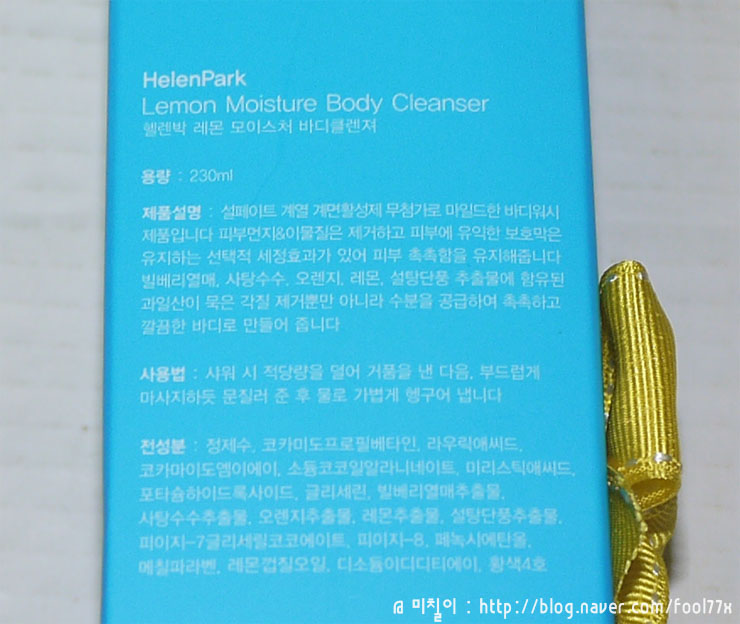 HelenPark
Lemon Moisture Body Cleanser
헬렌박 레몬 모이스처 바디클렌져
용량 : 230ml
제품설명 : 설페이트 계열 계면활성제 무첨가로 마일드한 바디워시
제품입니다 피부먼지&이물질은 제거하고 피부에 유익한 보호막은
유지하는 선택적 세정효과가 있어 피부 촉촉함을 유지해줍니다
빌베리열매, 사탕수수, 오렌지, 레몬, 설탕단풍 추출물에 함유된
과일산이 묵은 각질 제거뿐만 아니라 수분을 공급하여 촉촉하고
깔끔한 바디로 만들어 줍니다
사용법 : 샤워 시 적당량을 덜어 거품을 낸 다음, 부드럽게
마사지하듯 문질러 준 후 물로 가볍게 헹구어 냅니다
전성분 : 정제수, 코카미도프로필베타인, 라우릭애씨드,
코카마이도엠이에이, 소듐코코일알라니네이트, 미리스틱애씨드,
포타슘하이드록사이드, 글리세린, 빌베리열매추출물,
사탕수수추출물, 오렌지추출물, 레몬추출물, 설탕단풍추출물,
피이지-7글리세릴코코에이트, 피이지-8, 페녹시에탄올,
메칠파라벤, 레몬껍질오일, 디소듐이디티에이, 황색4호
@ 미칠이 : http://blog.naver.com/fool77x